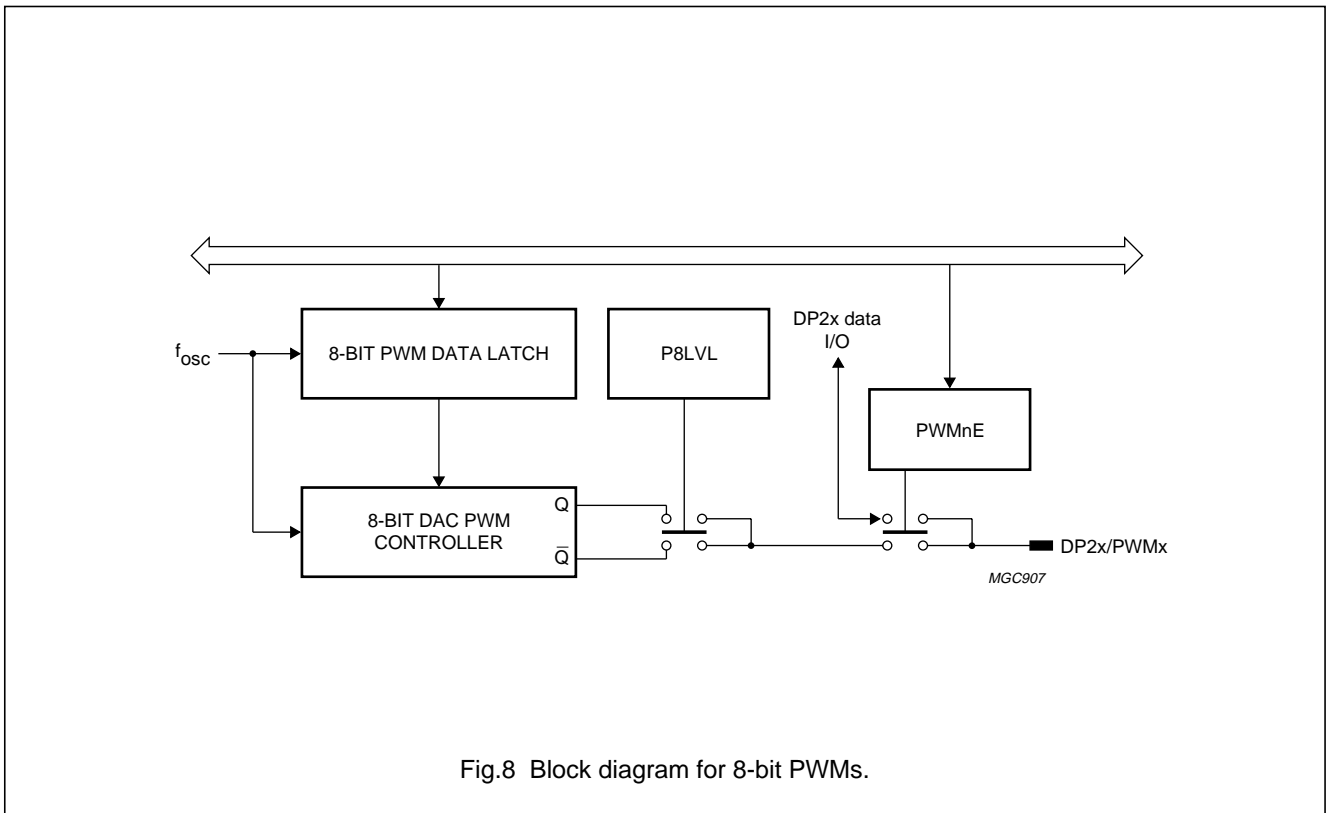 f_osc
8-BIT PWM DATA LATCH
P8LVL
DP2x data
I/O
PWMnE
8-BIT DAC PWM
CONTROLLER
Q
Q̅
DP2x/PWMx
MGC907
Fig.8 Block diagram for 8-bit PWMs.